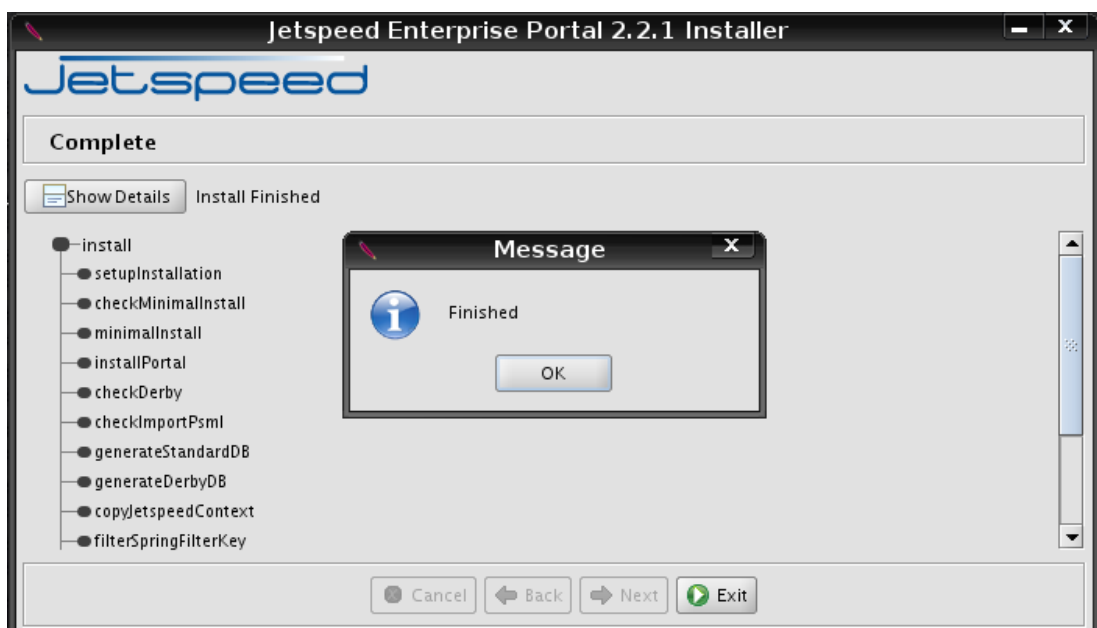 Jetspeed Enterprise Portal 2.2.1 Installer
Jetspeed
Complete
Show Details Install Finished
install
setupInstallation
checkMinimalInstall
minimalInstall
installPortal
checkDerby
checkImportPsml
generateStandardDB
generateDerbyDB
copyJetspeedContext
filterSpringFilterKey
Message
Finished
OK
Cancel Back Next Exit